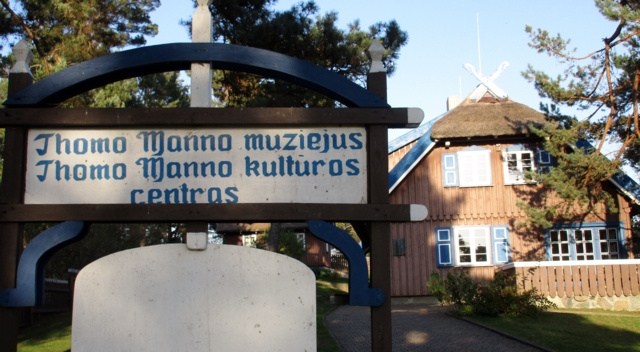 Thomo Manno muziejus
Thomo Manno kultūros
centras